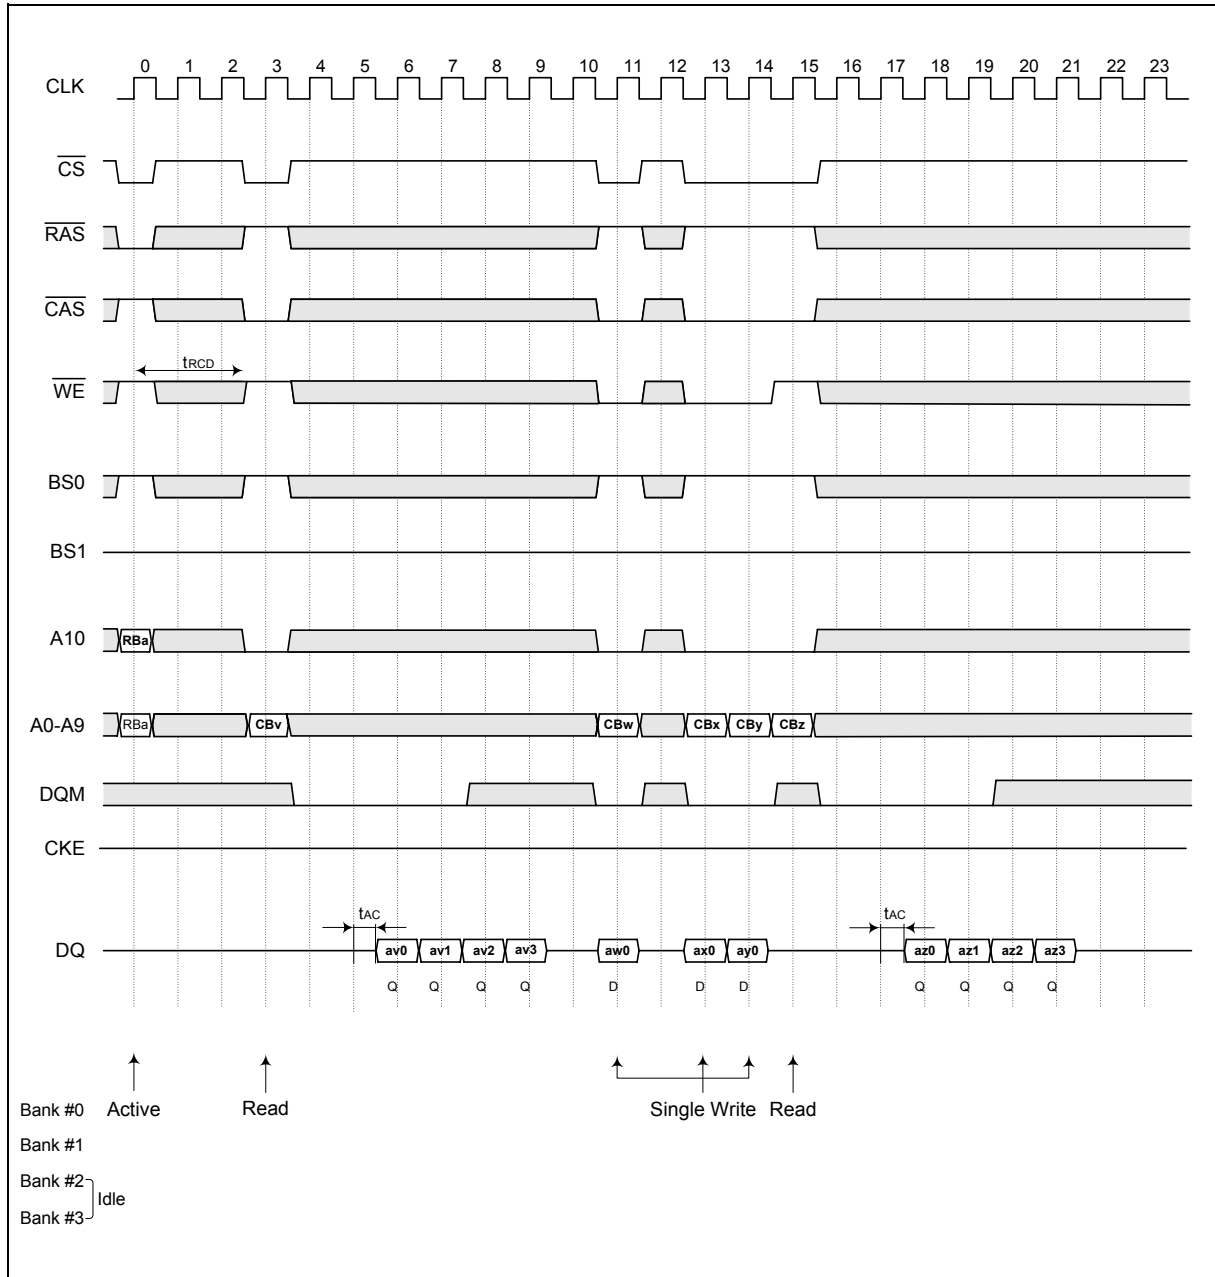 0 1 2 3 4 5 6 7 8 9 10 11 12 13 14 15 16 17 18 19 20 21 22 23
CLK
CS
RAS
CAS
tRCD
WE
BS0
BS1
A10 RBa
A0-A9 RBa CBv CBw CBx CBy CBz
DQM
CKE
tAC tAC
DQ av0 av1 av2 av3 aw0 ax0 ay0 az0 az1 az2 az3
Q Q Q Q D D D Q Q Q Q
Bank #0 Active Read Single Write Read
Bank #1
Bank #2
Idle
Bank #3